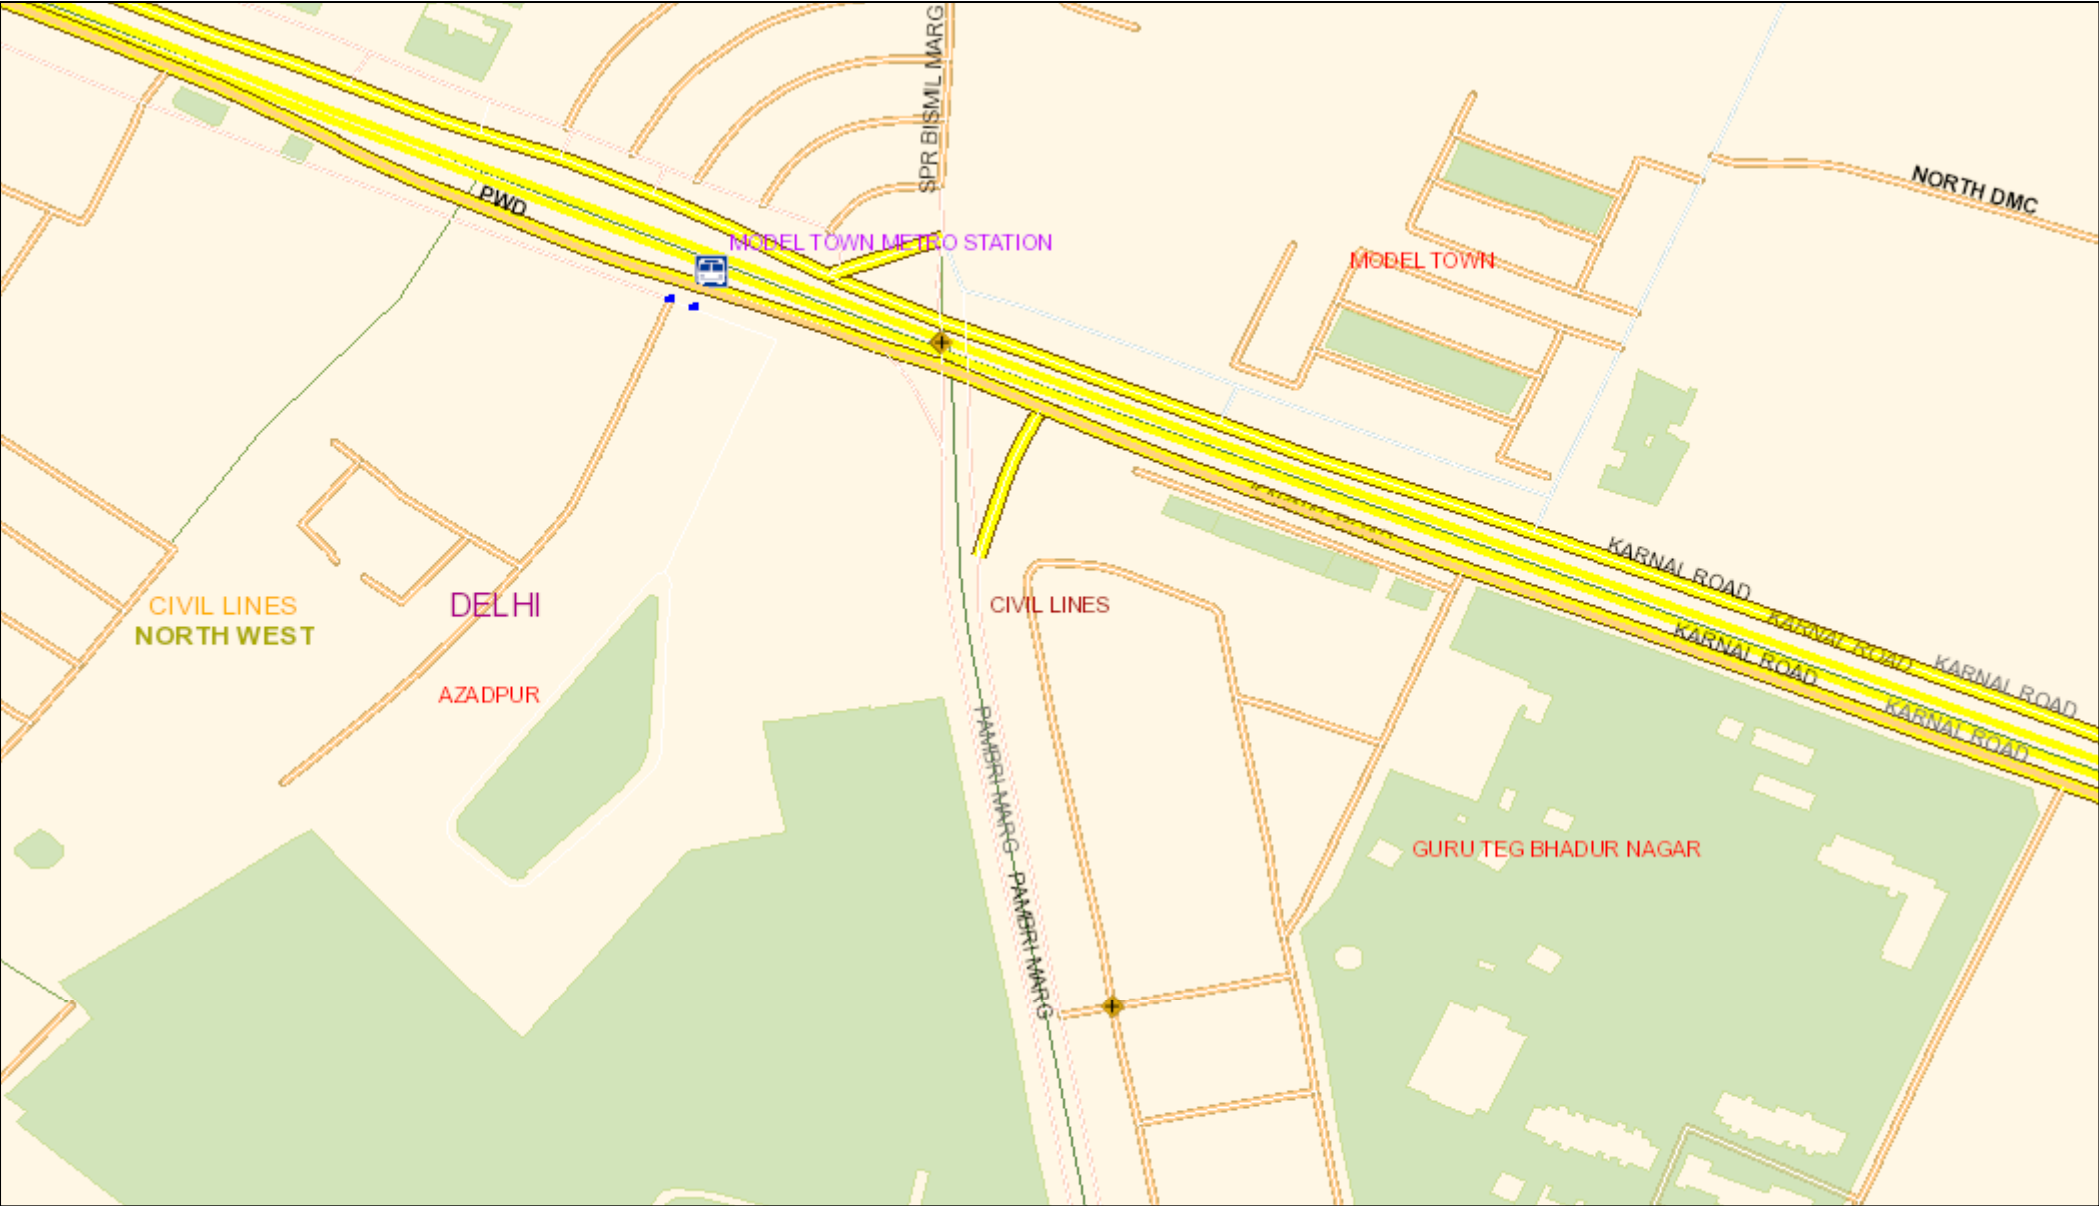 SPR BISMIL MARG
NORTH DMC
PWD
MODEL TOWN METRO STATION
MODEL TOWN
KARNAL ROAD
KARNAL ROAD
KARNAL ROAD
KARNAL ROAD
KARNAL ROAD
CIVIL LINES
NORTH WEST
DELHI
CIVIL LINES
AZADPUR
PAMBRI MARG
PAMBRI MARG
GURU TEG BHADUR NAGAR